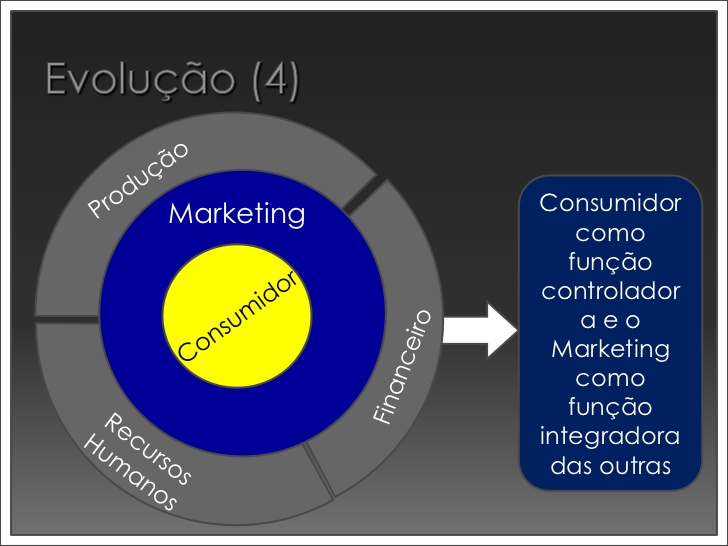 Evolução (4)
Produção
Marketing
Consumidor
Financeiro
Recursos
Humanos
Consumidor
como
função
controlador
a e o
Marketing
como
função
integradora
das outras